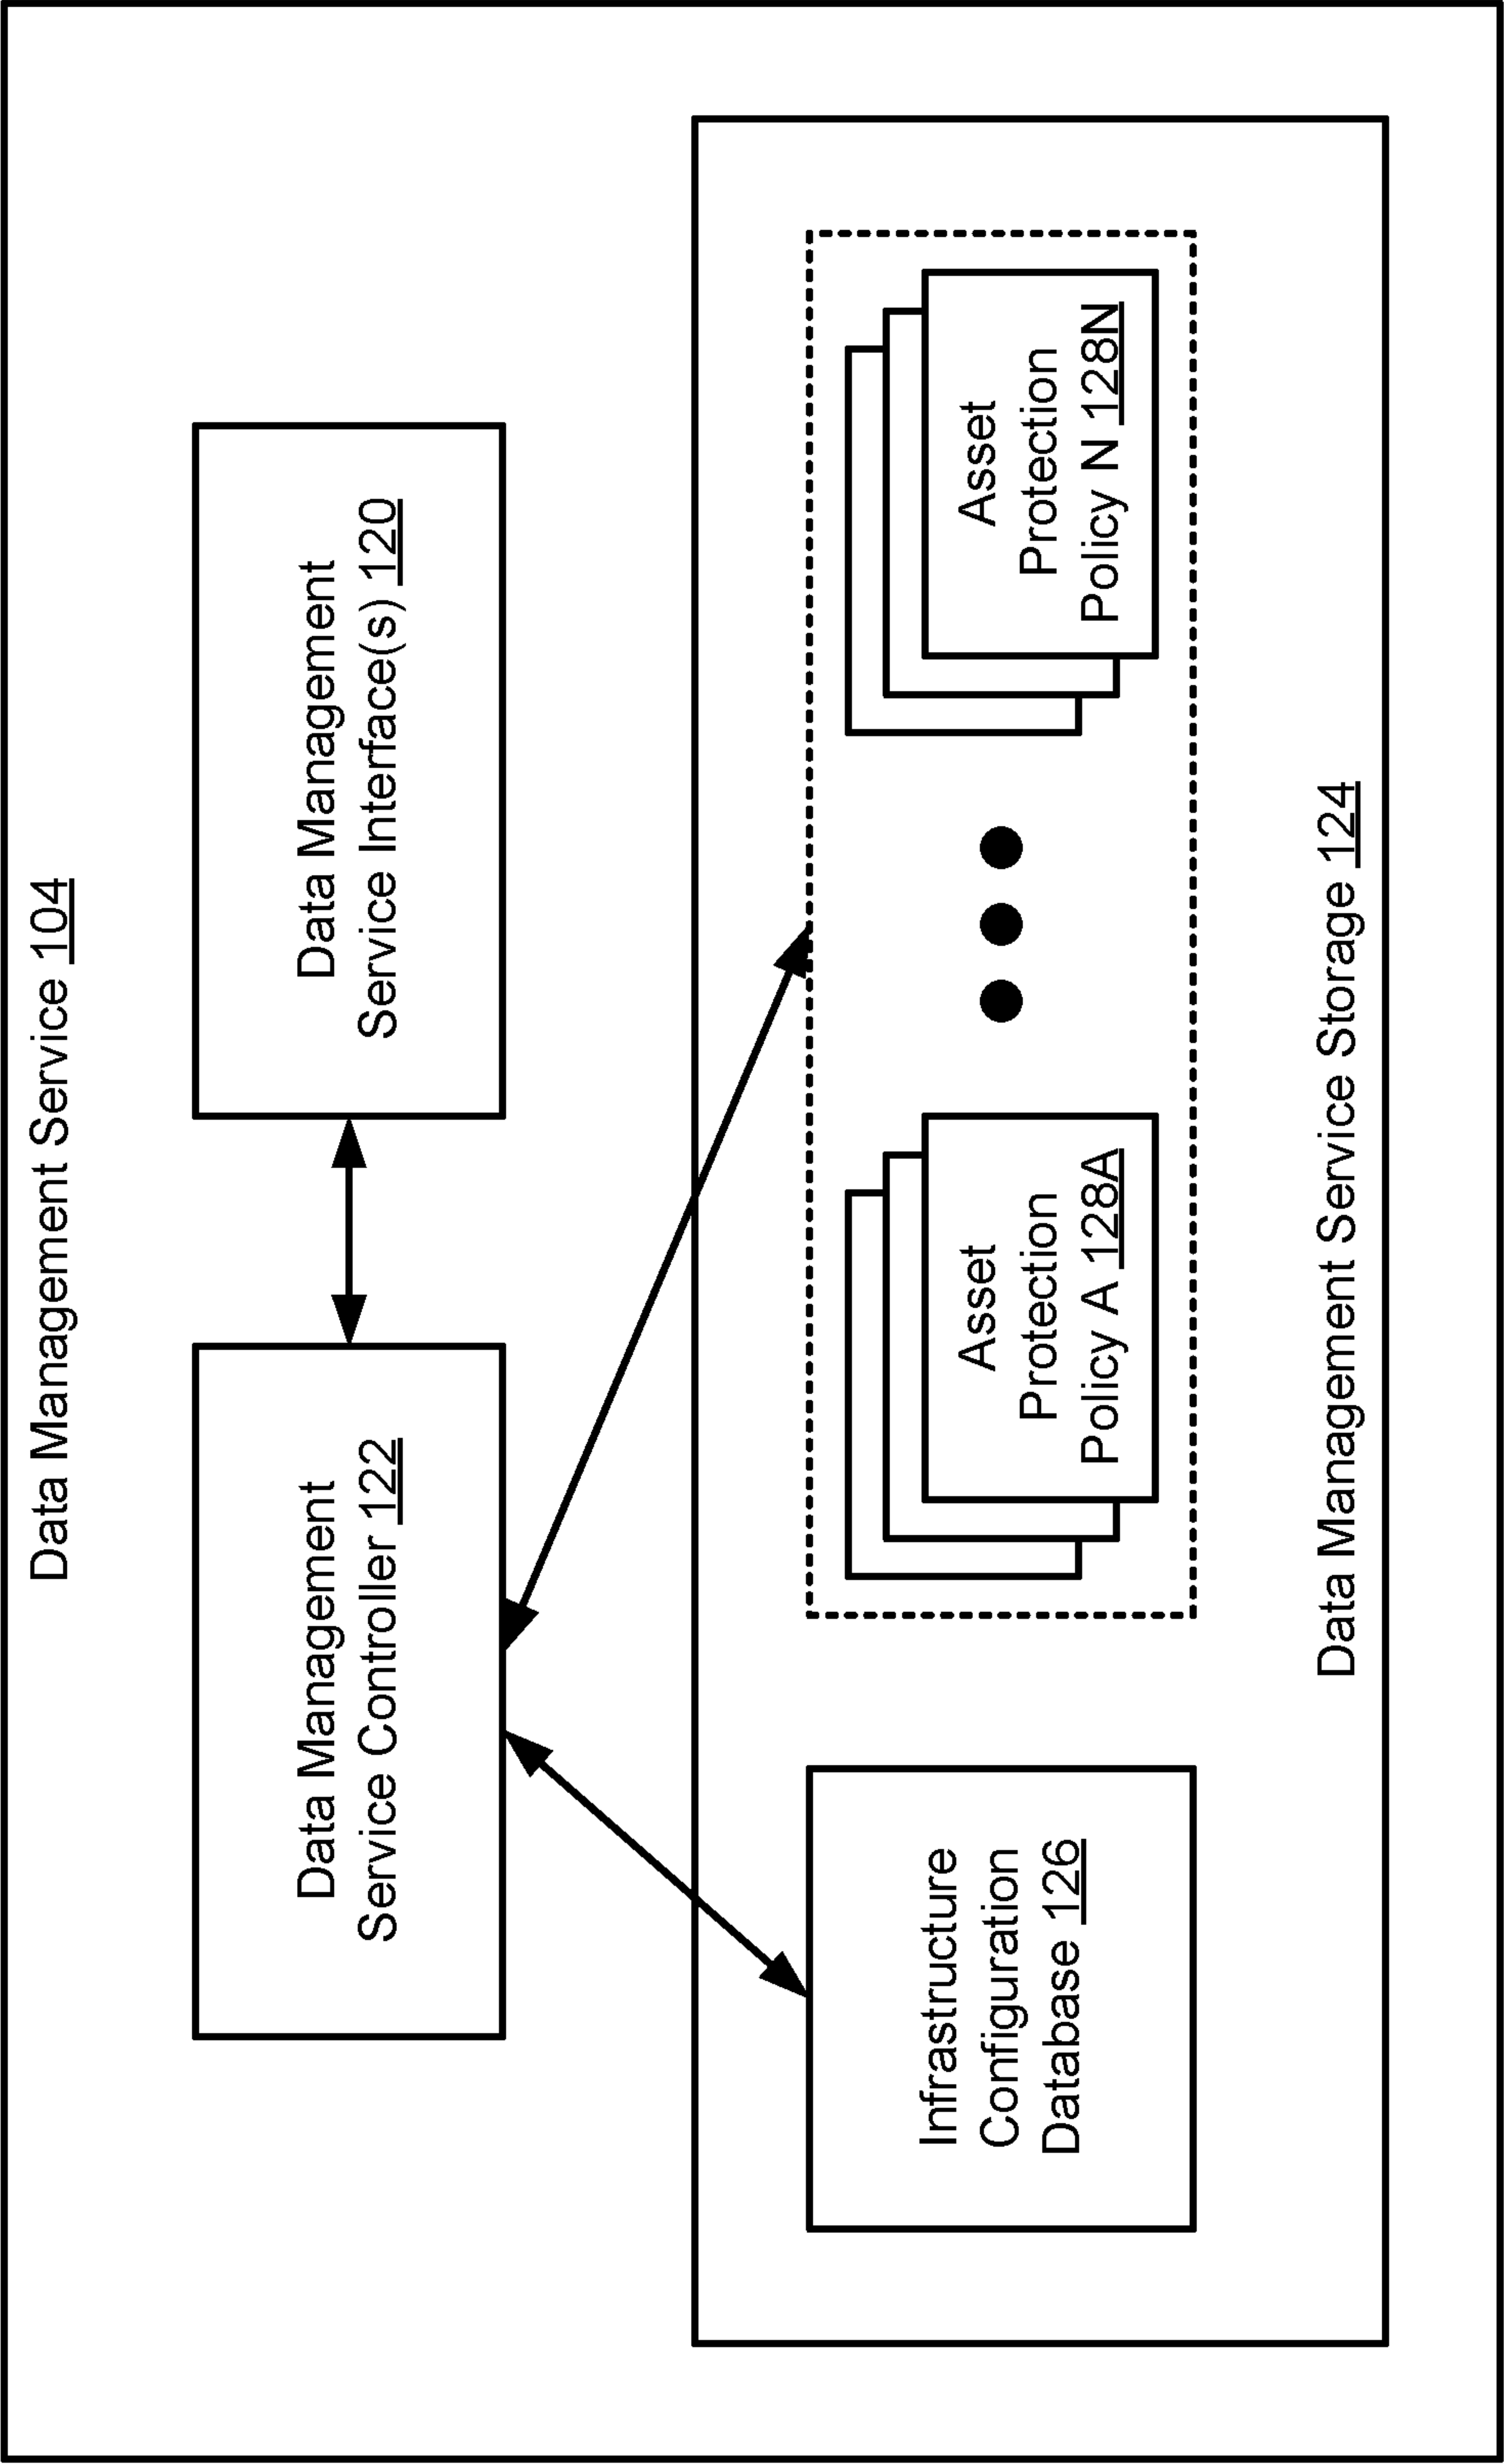 Data Management Service 104
Data Management
Service Controller 122
Data Management
Service Interface(s) 120
Infrastructure
Configuration
Database 126
Asset
Protection
Policy A 128A
Asset
Protection
Policy N 128N
Data Management Service Storage 124